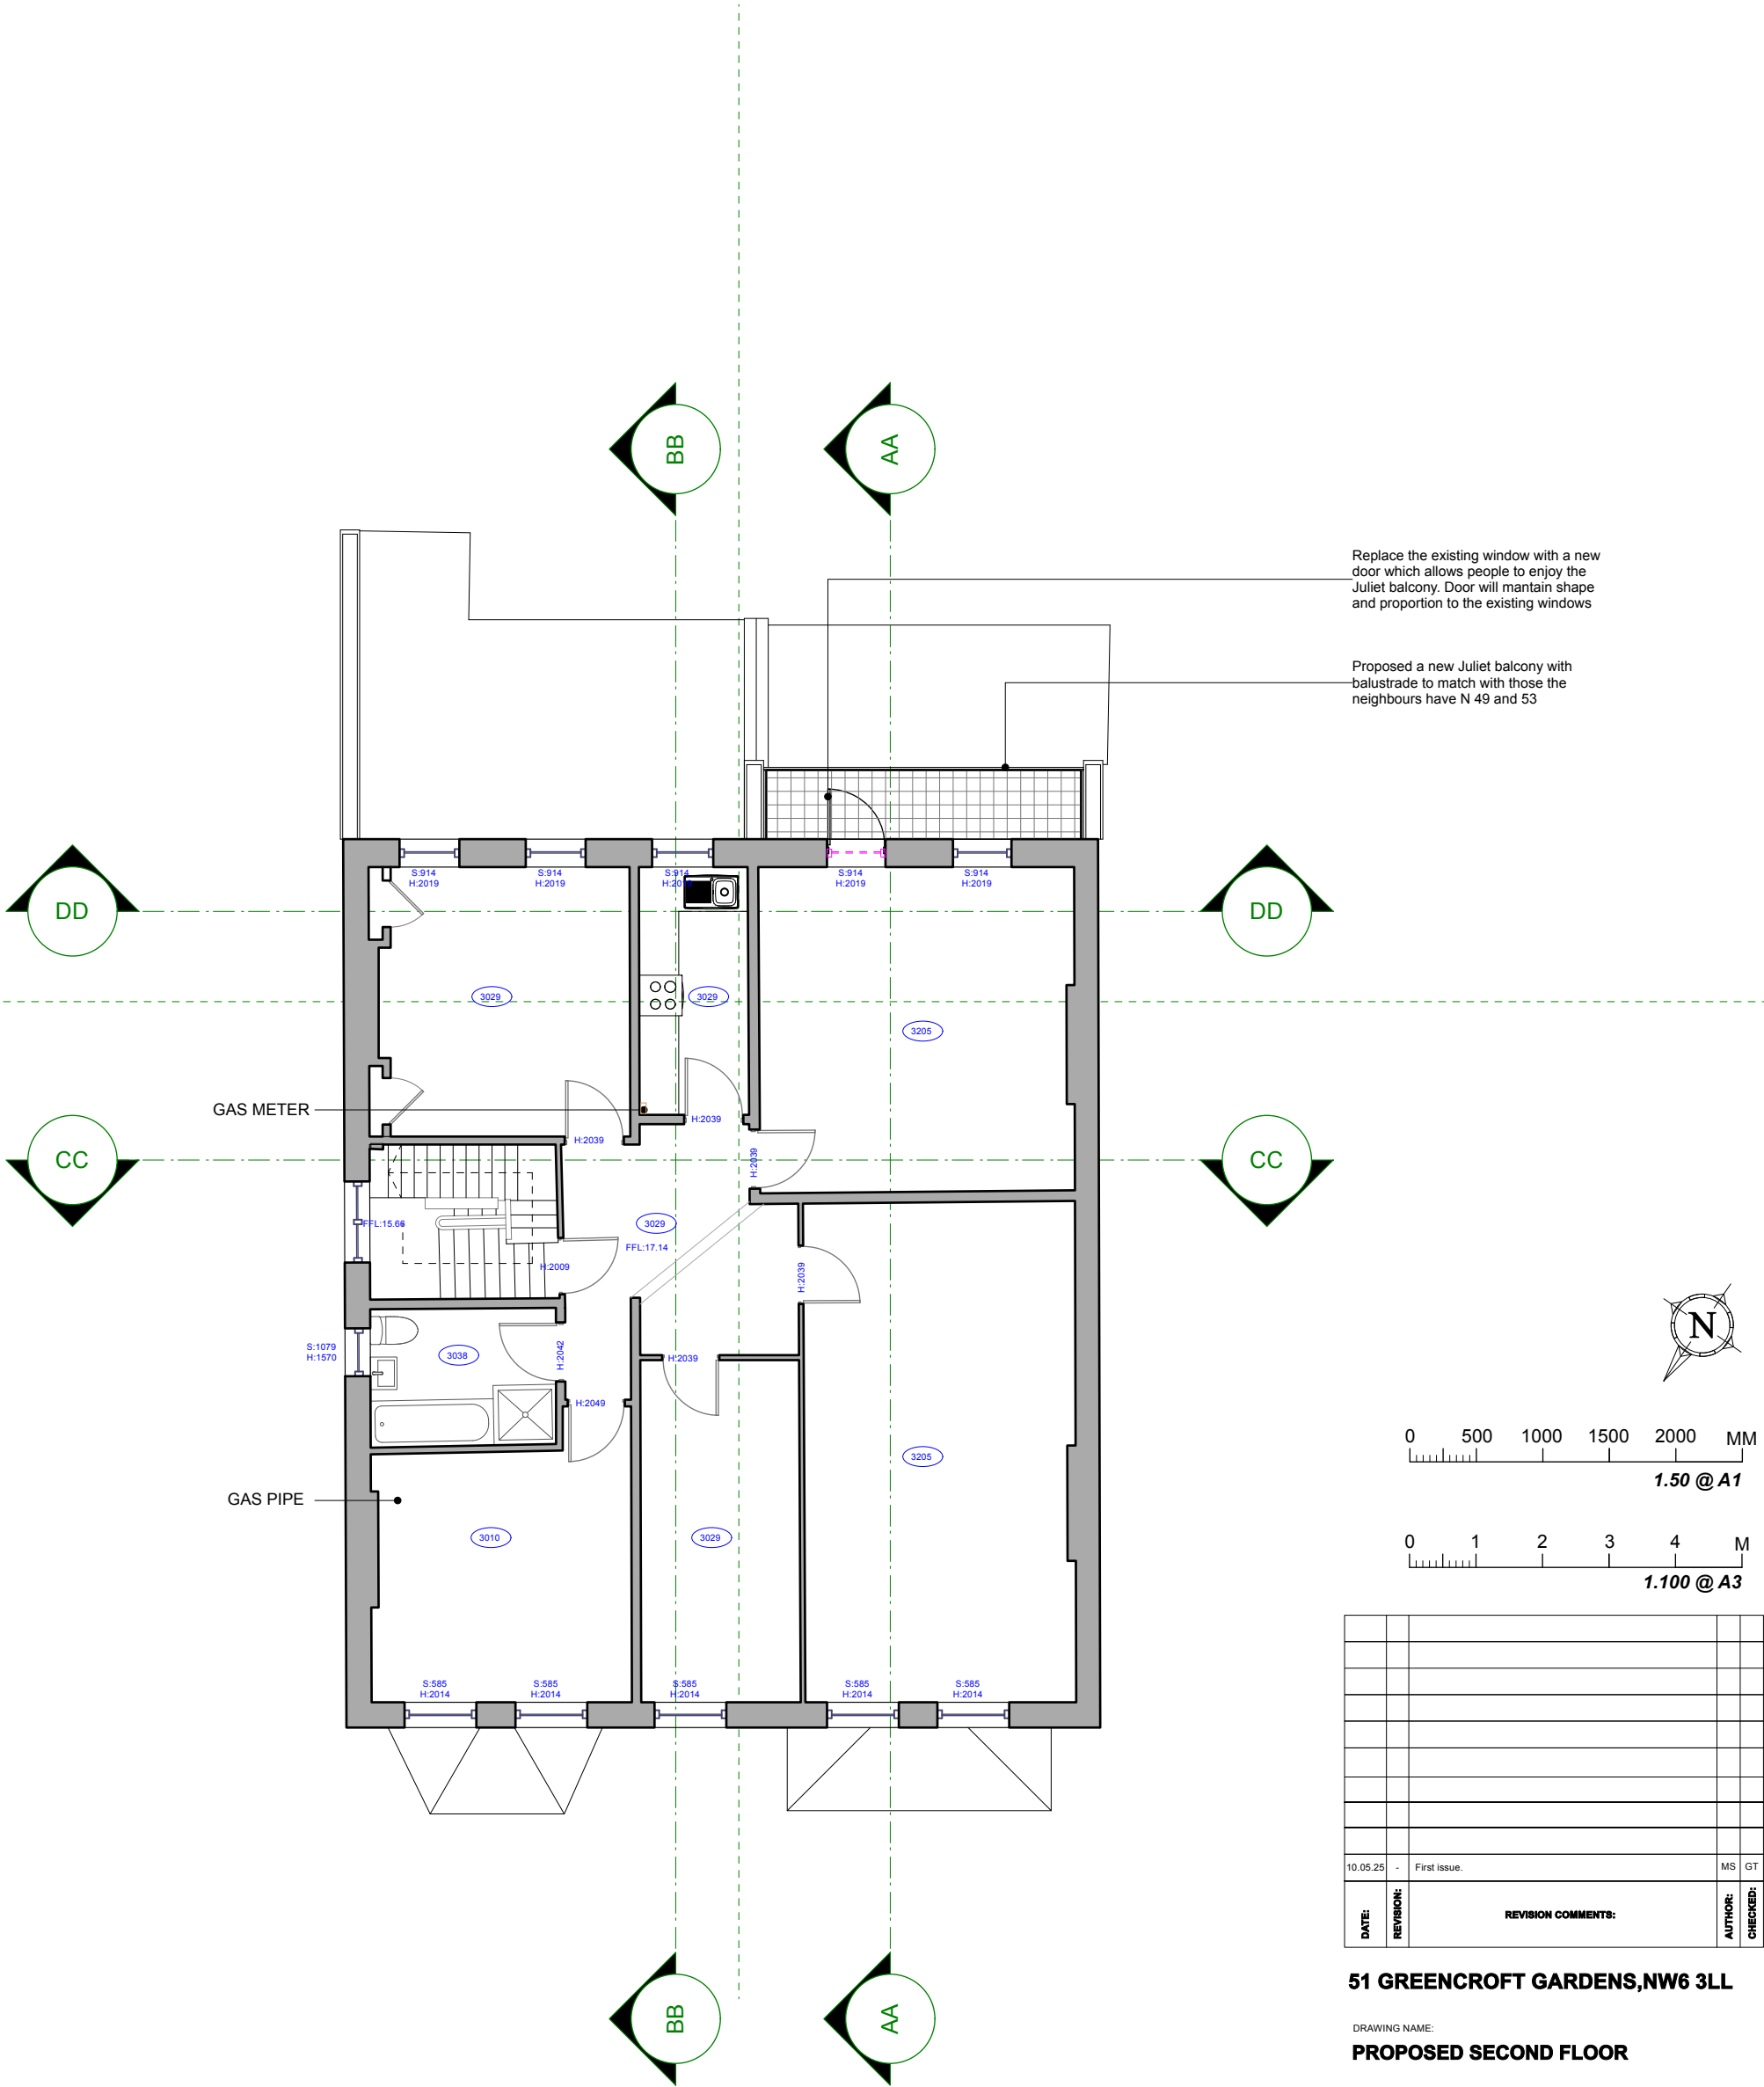 BB
AA
Replace the existing window with a new
door which allows people to enjoy the
Juliet balcony. Door will mantain shape
and proportion to the existing windows
Proposed a new Juliet balcony with
balustrade to match with those the
neighbours have N 49 and 53
S:914
H:2019
S:914
H:2019
S:914
H:2019
S:914
H:2019
S:914
H:2019
DD
DD
3029
3029
3205
GAS METER
H:2039
H:2039
H:2039
CC
CC
FFL:15.66
3029
FFL:17.14
H:2009
H:2039
S:1079
H:1570
3038
H:2042
H:2039
H:2049
N
0 500 1000 1500 2000 MM
1.50 @ A1
3205
GAS PIPE
3010
3029
0 1 2 3 4 M
1.100 @ A3
S:585
H:2014
S:585
H:2014
S:585
H:2014
S:585
H:2014
S:585
H:2014
10.05.25 - First issue. MS GT
DATE: REVISION: REVISION COMMENTS: AUTHOR: CHECKED:
BB
AA
51 GREENCROFT GARDENS,NW6 3LL
DRAWING NAME:
PROPOSED SECOND FLOOR